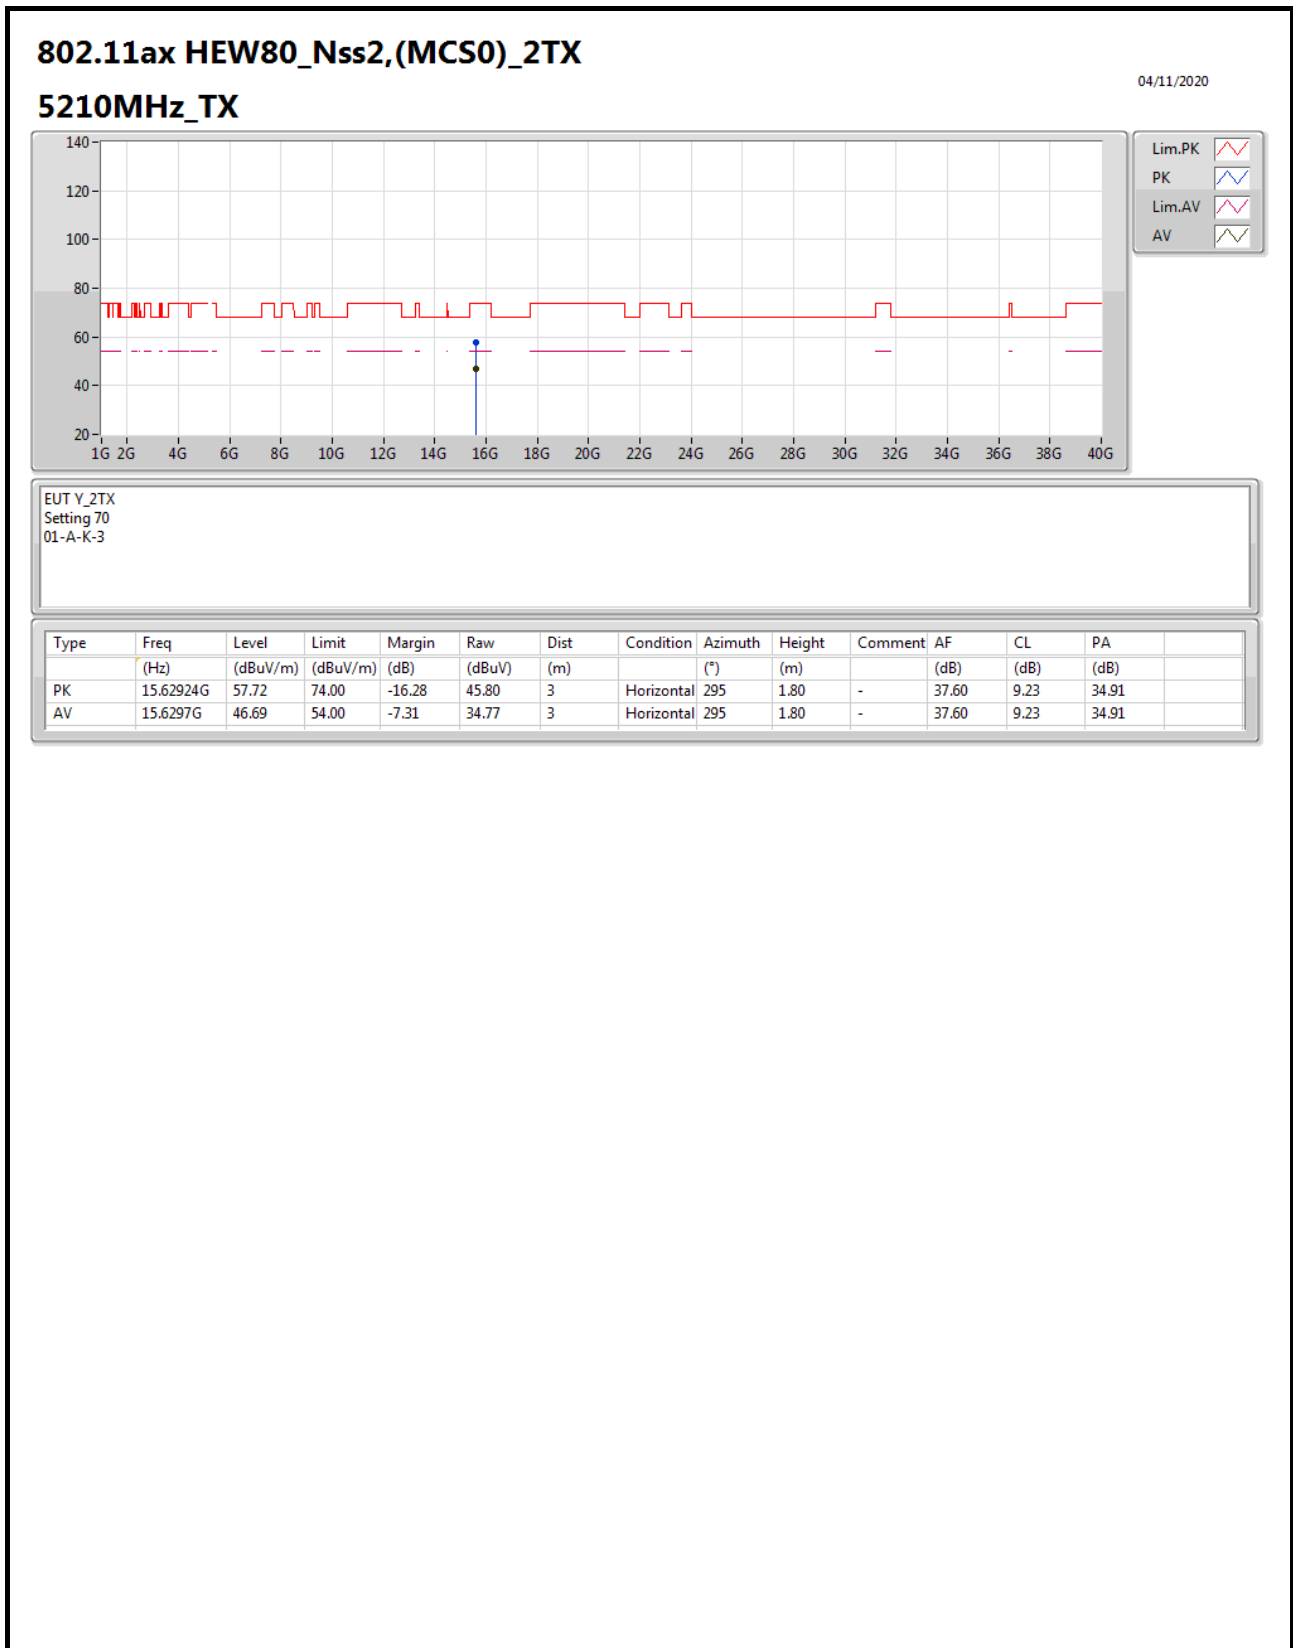 802.11ax HEW80_Nss2,(MCS0)_2TX
04/11/2020
5210MHz_TX
140
120
100
80
60
40
20
1G 2G 4G 6G 8G 10G 12G 14G 16G 18G 20G 22G 24G 26G 28G 30G 32G 34G 36G 38G 40G
Lim.PK
PK
Lim.AV
AV
EUT Y_2TX
Setting 70
01-A-K-3
Type Freq Level Limit Margin Raw Dist Condition Azimuth Height Comment AF CL PA
(Hz) (dBuV/m) (dBuV/m) (dB) (dBuV) (m) (°) (m) (dB) (dB) (dB)
PK 15.62924G 57.72 74.00 -16.28 45.80 3 Horizontal 295 1.80 - 37.60 9.23 34.91
AV 15.6297G 46.69 54.00 -7.31 34.77 3 Horizontal 295 1.80 - 37.60 9.23 34.91